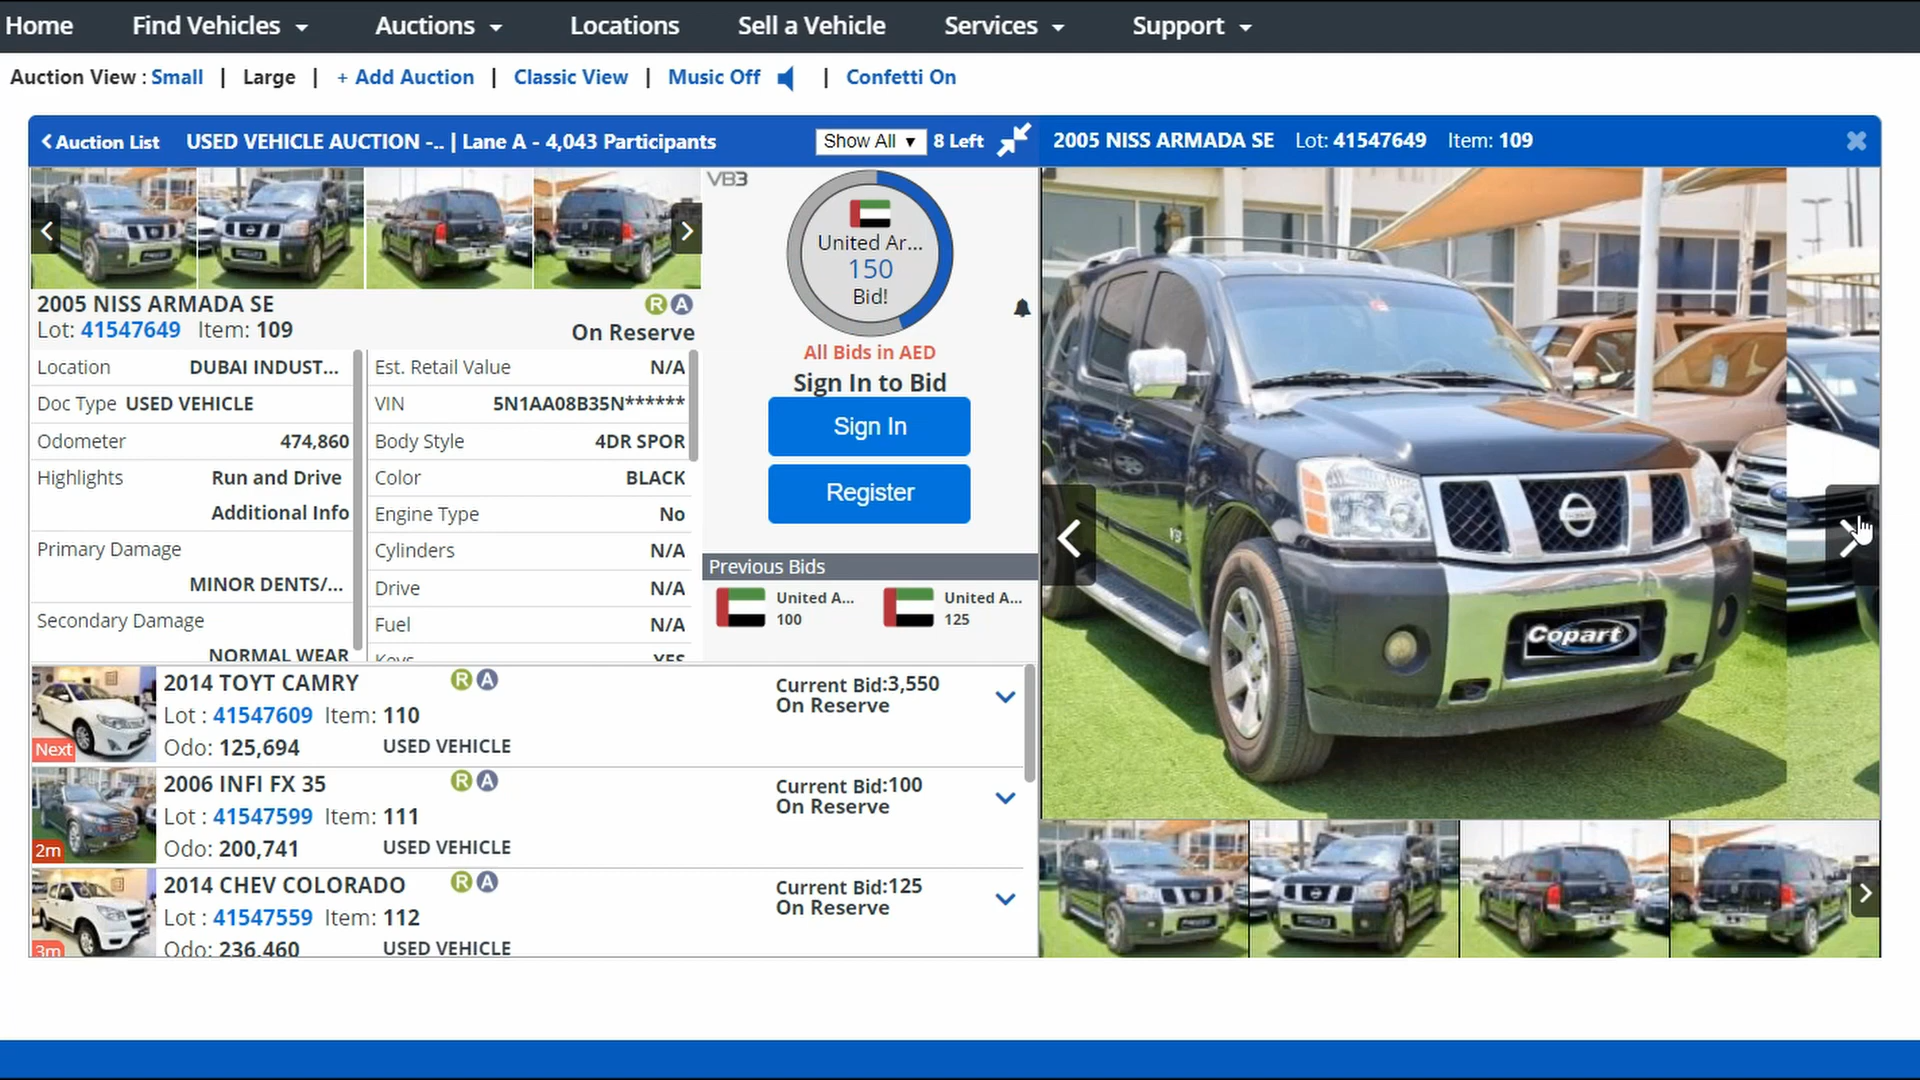 Home Find Vehicles Auctions Locations Sell a Vehicle Services Support
Auction View : Small | Large | + Add Auction | Classic View | Music Off | Confetti On
Auction List USED VEHICLE AUCTION -.. | Lane A - 4,043 Participants Show All 8 Left
2005 NISS ARMADA SE Lot: 41547649 Item: 109
VB3
United Ar...
150
Bid!
2005 NISS ARMADA SE R A
Lot: 41547649 Item: 109 On Reserve
All Bids in AED
Sign In to Bid
Sign In
Register
Location DUBAI INDUST...
Doc Type USED VEHICLE
Odometer 474,860
Highlights Run and Drive
Additional Info
Primary Damage
MINOR DENTS/...
Secondary Damage
NORMAL WEAR
Est. Retail Value N/A
VIN 5N1AA08B35N******
Body Style 4DR SPOR
Color BLACK
Engine Type No
Cylinders N/A
Drive N/A
Fuel N/A
Keys YES
Previous Bids
United A... United A...
100 125
2014 TOYT CAMRY R A Current Bid:3,550
Lot : 41547609 Item: 110 On Reserve
Next Odo: 125,694 USED VEHICLE
2006 INFI FX 35 R A Current Bid:100
Lot : 41547599 Item: 111 On Reserve
2m Odo: 200,741 USED VEHICLE
2014 CHEV COLORADO R A Current Bid:125
Lot : 41547559 Item: 112 On Reserve
3m Odo: 236,460 USED VEHICLE
V8
Copart